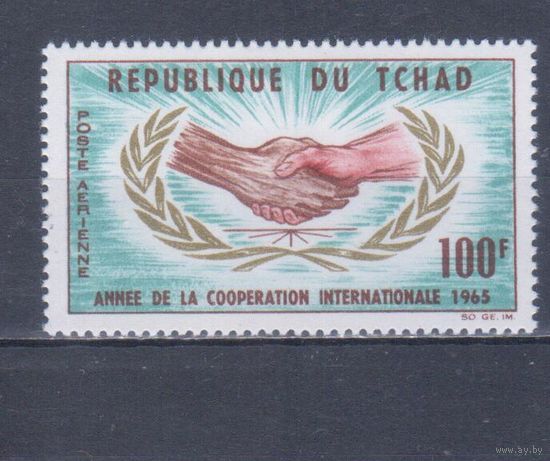 REPUBLIQUE DU TCHAD
POSTE AERIENNE
100F
ANNEE DE LA COOPERATION INTERNATIONALE 1965
SO GE. IM.
www.ay.by